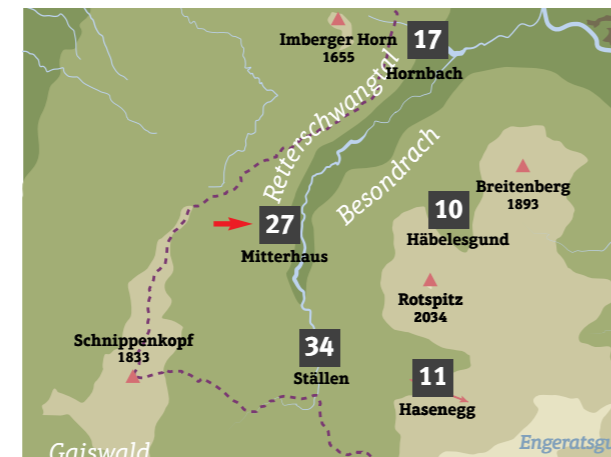 Imberger Horn
1655
17
Hornbach
Retterschwangtal
Besondrach
Breitenberg
1893
10
Häbelesgund
27
Mitterhaus
Rotspitz
2034
Schnippenkopf
1833
34
Ställen
11
Hasenegg
Gaiswald
Engeratsgu